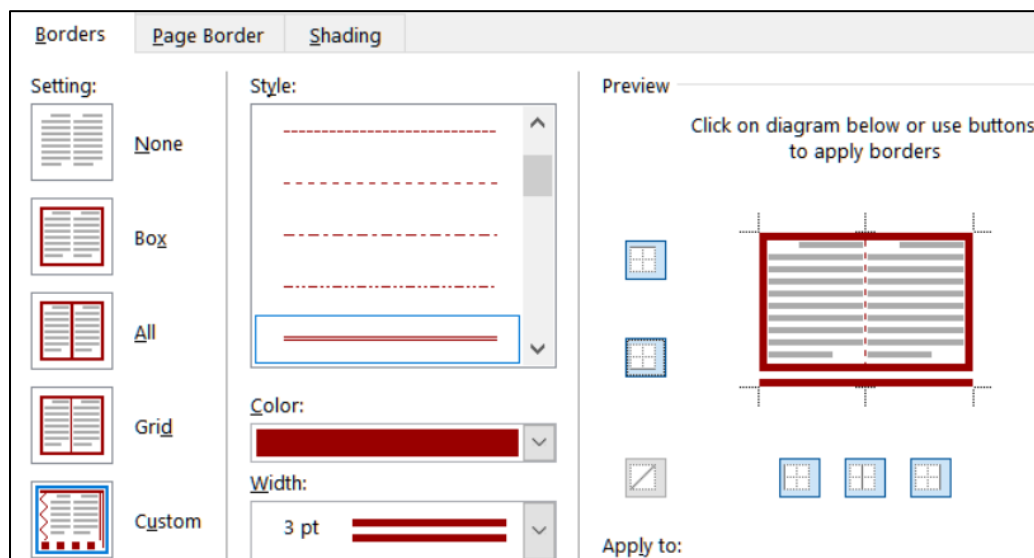 Borders
Page Border
Shading
Setting:
None
Box
All
Grid
Custom
Style:
Color:
Width:
3 pt
Preview
Click on diagram below or use buttons
to apply borders
Apply to: